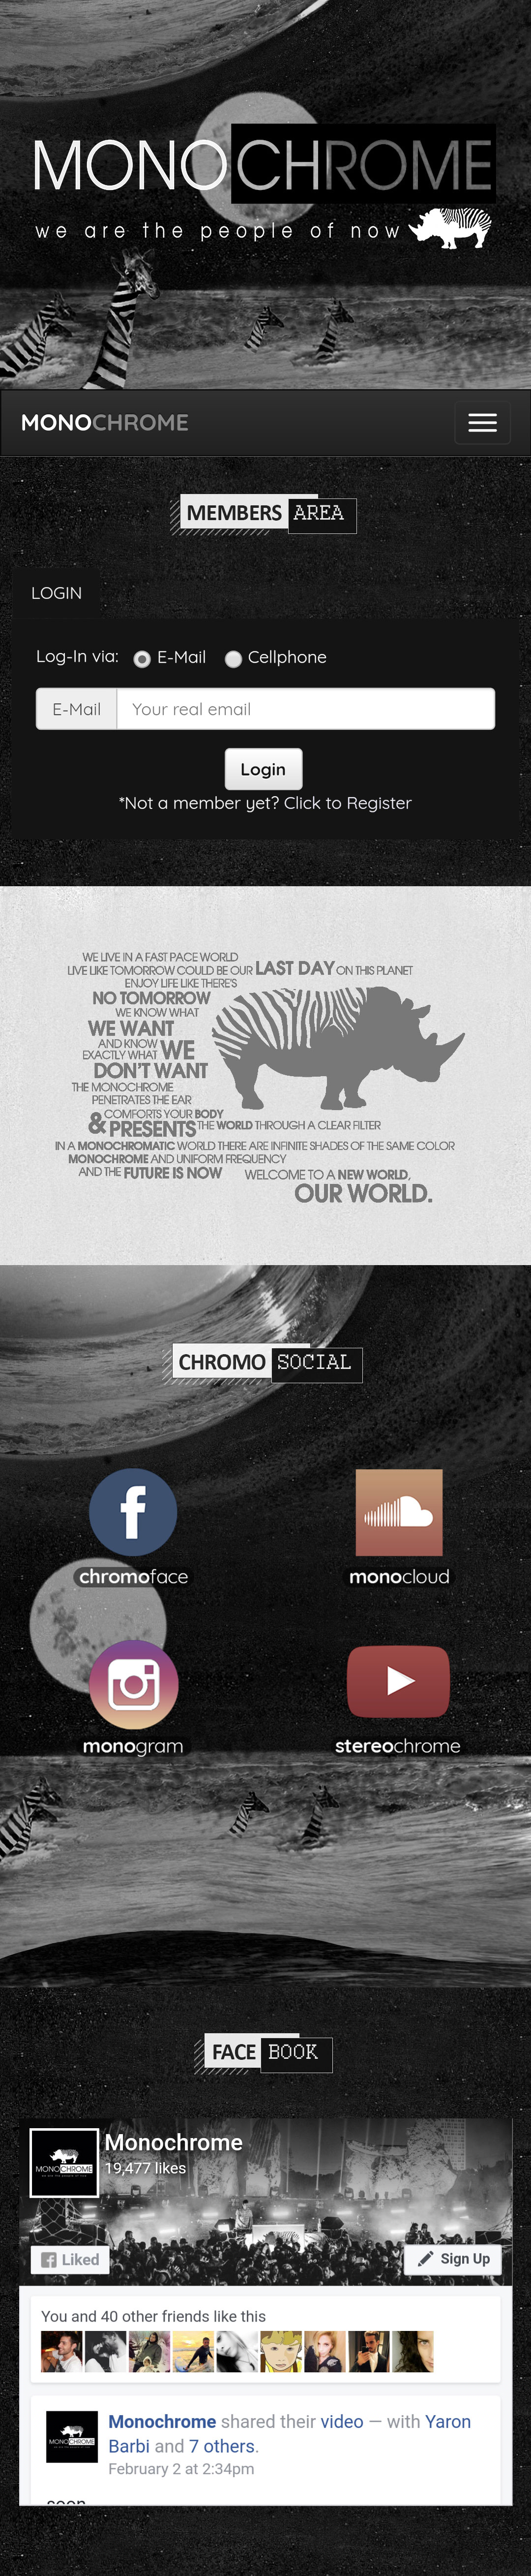 MONOCHROME
we are the people of now
MONOCHROME
MEMBERS AREA
LOGIN
Log-In via: E-Mail Cellphone
E-Mail Your real email
Login
*Not a member yet? Click to Register
WE LIVE IN A FAST PACE WORLD
LIVE LIKE TOMORROW COULD BE OUR LAST DAY ON THIS PLANET
ENJOY LIFE LIKE THERE'S
NO TOMORROW
WE KNOW WHAT
WE WANT
AND KNOW
EXACTLY WHAT WE
DON'T WANT
THE MONOCHROME
PENETRATES THE EAR
COMFORTS YOUR BODY
& PRESENTS THE WORLD THROUGH A CLEAR FILTER
IN A MONOCHROMATIC WORLD THERE ARE INFINITE SHADES OF THE SAME COLOR
MONOCHROME AND UNIFORM FREQUENCY
AND THE FUTURE IS NOW WELCOME TO A NEW WORLD,
OUR WORLD.
CHROMO SOCIAL
chromoface
monocloud
monogram
stereochrome
FACE BOOK
Monochrome
19,477 likes
MONOCHROME
Liked
Sign Up
You and 40 other friends like this
Monochrome shared their video — with Yaron
Barbi and 7 others.
MONOCHROME
February 2 at 2:34pm